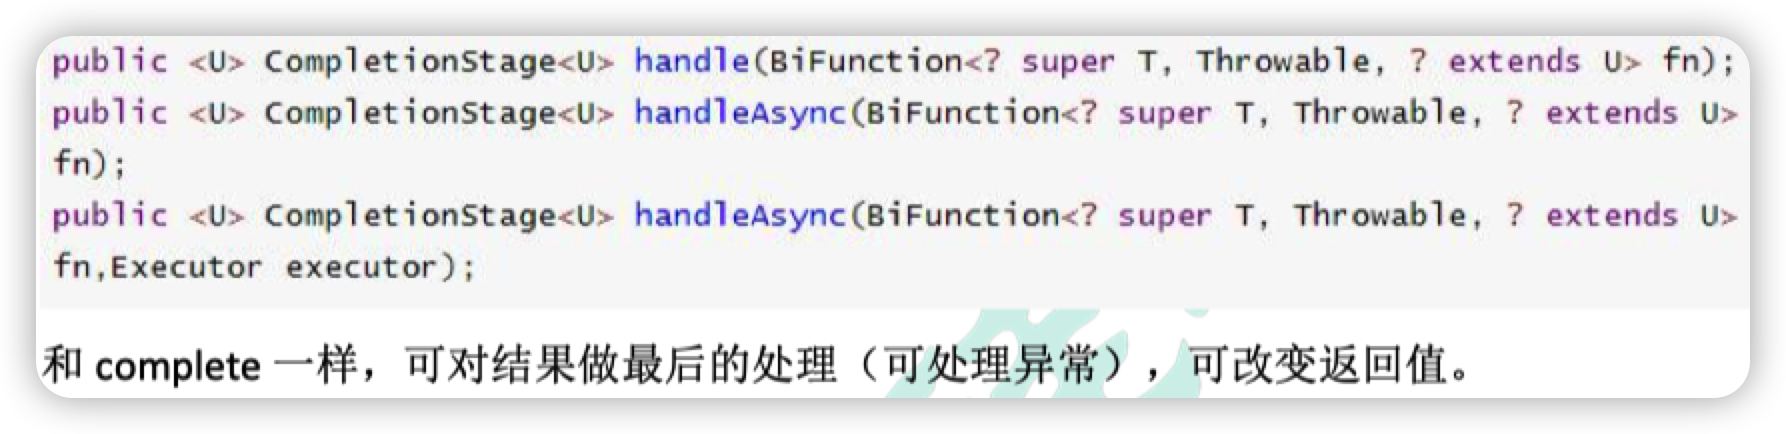 public <U> CompletionStage<U> handle(BiFunction<? super T, Throwable, ? extends U> fn);
public <U> CompletionStage<U> handleAsync(BiFunction<? super T, Throwable, ? extends U>
fn);
public <U> CompletionStage<U> handleAsync(BiFunction<? super T, Throwable, ? extends U>
fn,Executor executor);
和 complete 一样，可对结果做最后的处理（可处理异常），可改变返回值。